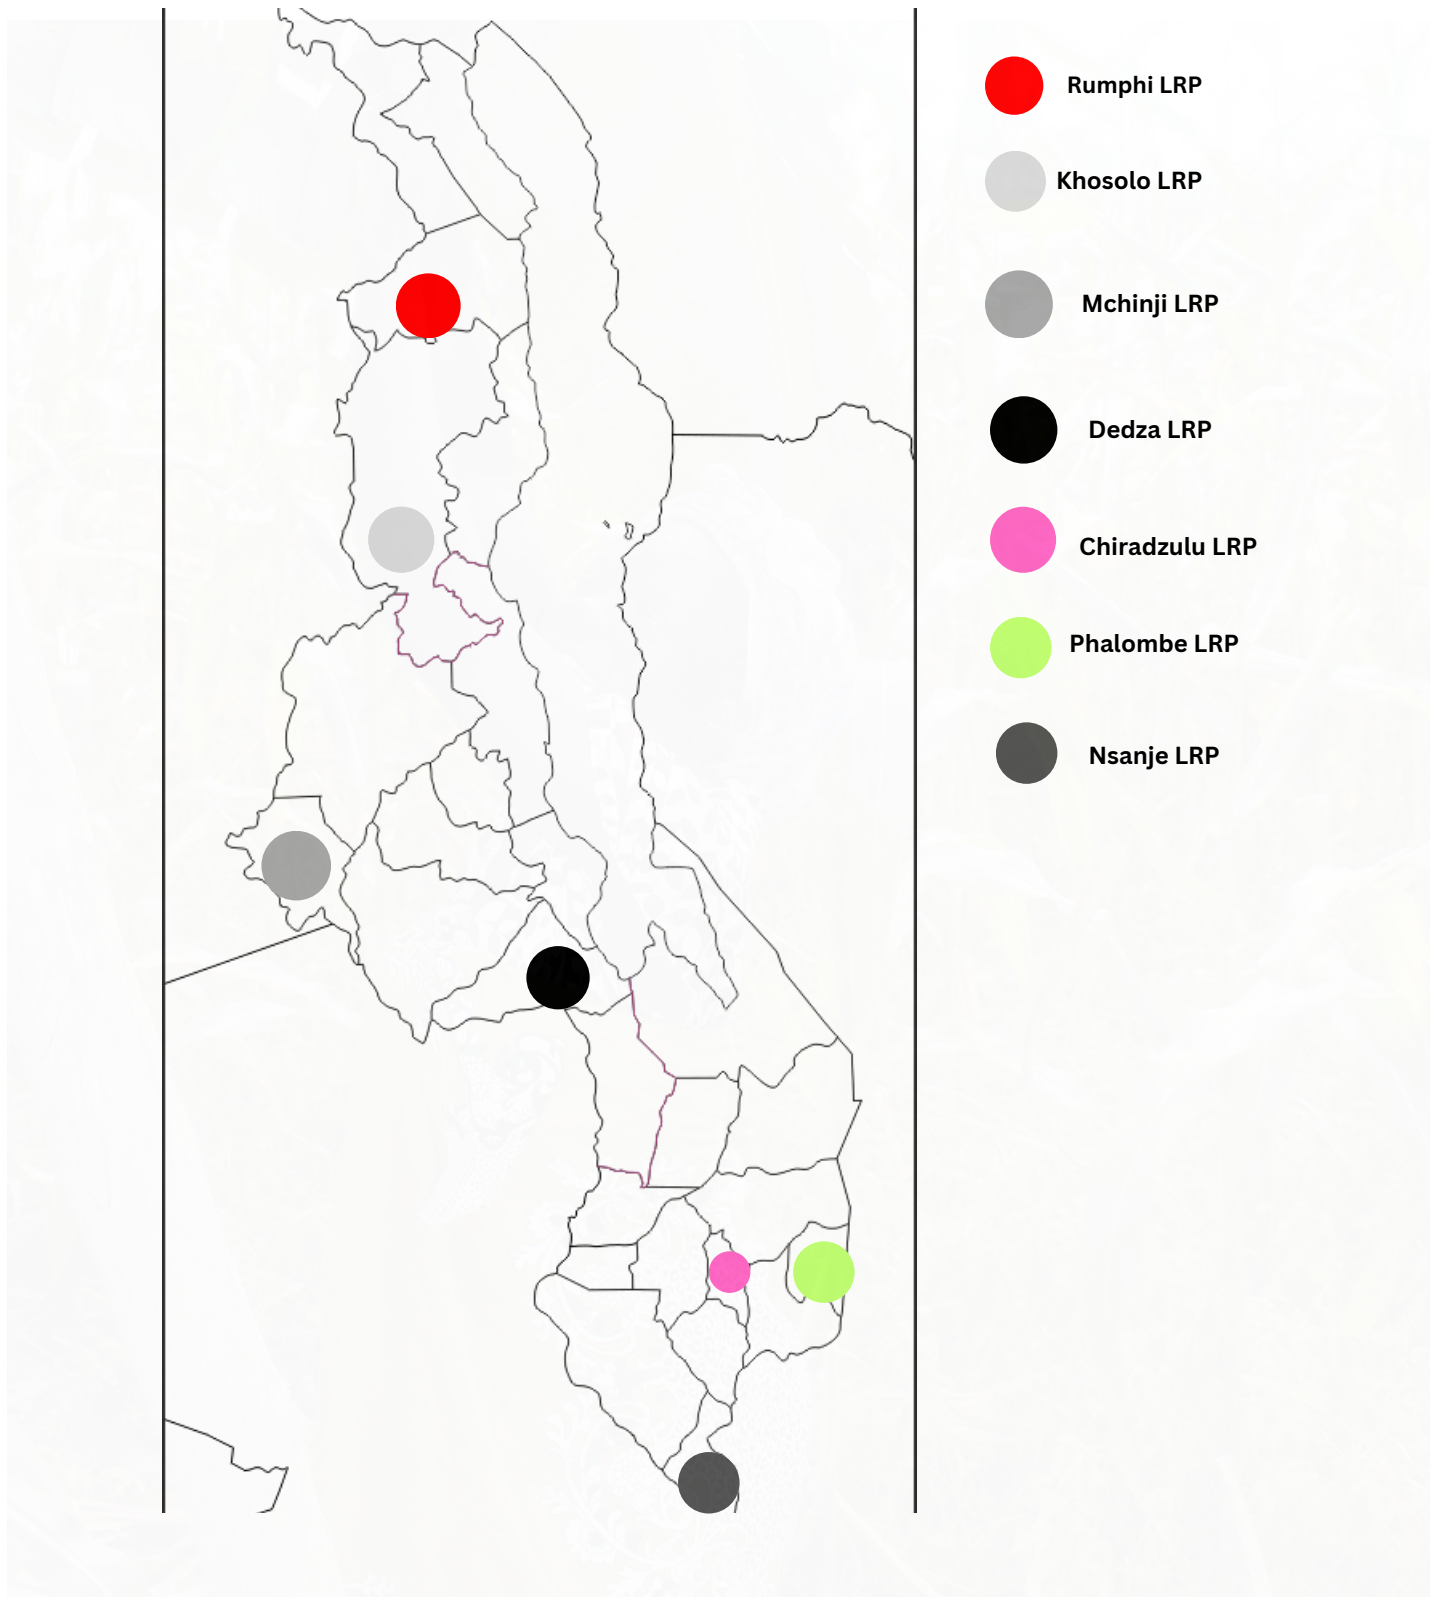 Rumphi LRP
Khosolo LRP
Mchinji LRP
Dedza LRP
Chiradzulu LRP
Phalombe LRP
Nsanje LRP